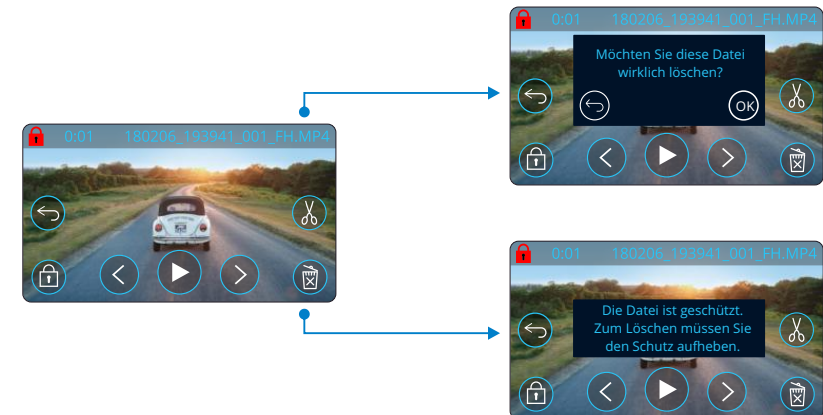 0:01 180206_193941_001_FH.MP4
Möchten Sie diese Datei
wirklich löschen?
OK
0:01 180206_193941_001_FH.MP4
0:01 180206_193941_001_FH.MP4
Die Datei ist geschützt.
Zum Löschen müssen Sie
den Schutz aufheben.